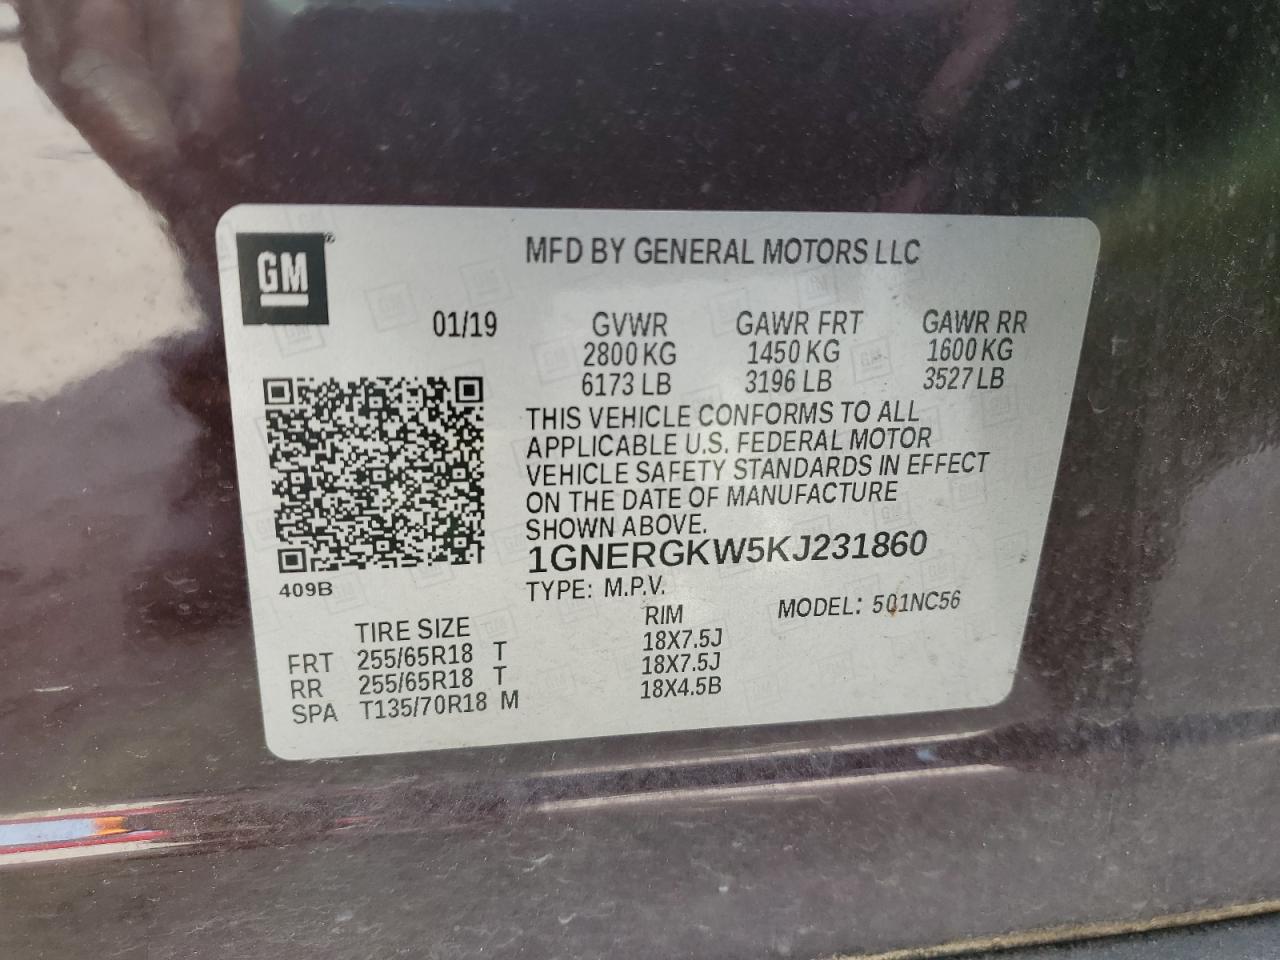 GM ®
MFD BY GENERAL MOTORS LLC
01/19 GVWR GAWR FRT GAWR RR
2800 KG 1450 KG 1600 KG
6173 LB 3196 LB 3527 LB
THIS VEHICLE CONFORMS TO ALL
APPLICABLE U.S. FEDERAL MOTOR
VEHICLE SAFETY STANDARDS IN EFFECT
ON THE DATE OF MANUFACTURE
SHOWN ABOVE.
1GNERGKW5KJ231860
409B
TYPE: M.P.V.
MODEL: 501NC56
TIRE SIZE RIM
FRT 255/65R18 T 18X7.5J
RR 255/65R18 T 18X7.5J
SPA T135/70R18 M 18X4.5B